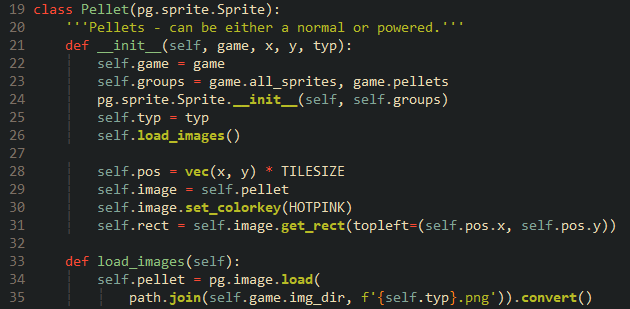 19 class Pellet(pg.sprite.Sprite):
20     '''Pellets - can be either a normal or powered.'''
21     def __init__(self, game, x, y, typ):
22         self.game = game
23         self.groups = game.all_sprites, game.pellets
24         pg.sprite.Sprite.__init__(self, self.groups)
25         self.typ = typ
26         self.load_images()
27
28         self.pos = vec(x, y) * TILESIZE
29         self.image = self.pellet
30         self.image.set_colorkey(HOTPINK)
31         self.rect = self.image.get_rect(topleft=(self.pos.x, self.pos.y))
32
33     def load_images(self):
34         self.pellet = pg.image.load(
35             path.join(self.game.img_dir, f'{self.typ}.png')).convert()